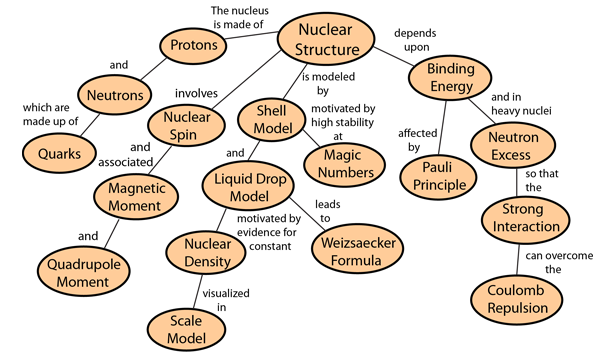 The nucleus
is made of
Nuclear
Structure
Protons
depends
upon
and
Binding
Energy
is modeled
by
Neutrons
involves
Shell
Model
motivated by
high stability
at
and in
heavy nuclei
which are
made up of
Nuclear
Spin
Quarks
and
associated
and
Magic
Numbers
affected
by
Neutron
Excess
Pauli
Principle
so that
the
Magnetic
Moment
Liquid Drop
Model
leads
to
Strong
Interaction
and
motivated by
evidence for
constant
Nuclear
Density
Weizsaecker
Formula
can overcome
the
Quadrupole
Moment
visualized
in
Coulomb
Repulsion
Scale
Model